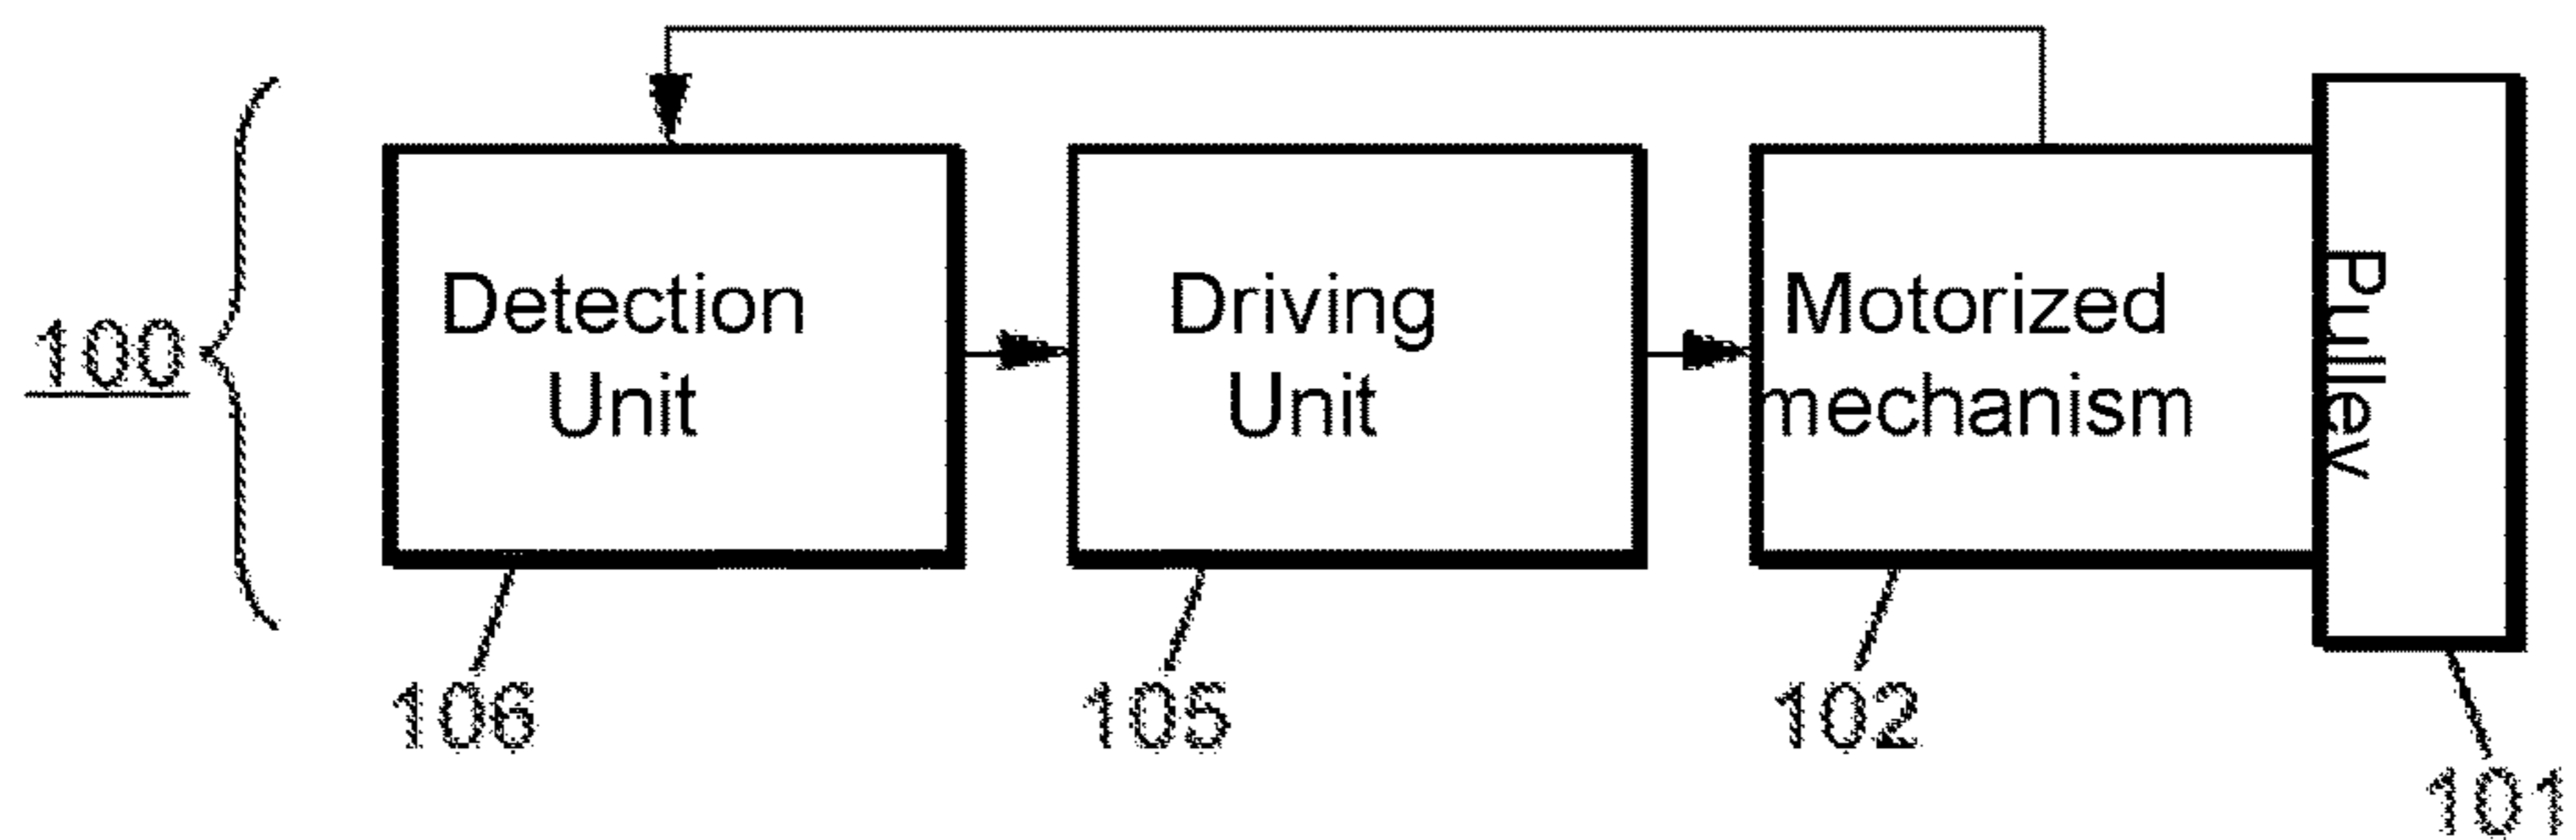 100
Detection
Unit
Driving
Unit
Motorized
mechanism
Pulley
106
105
102
101